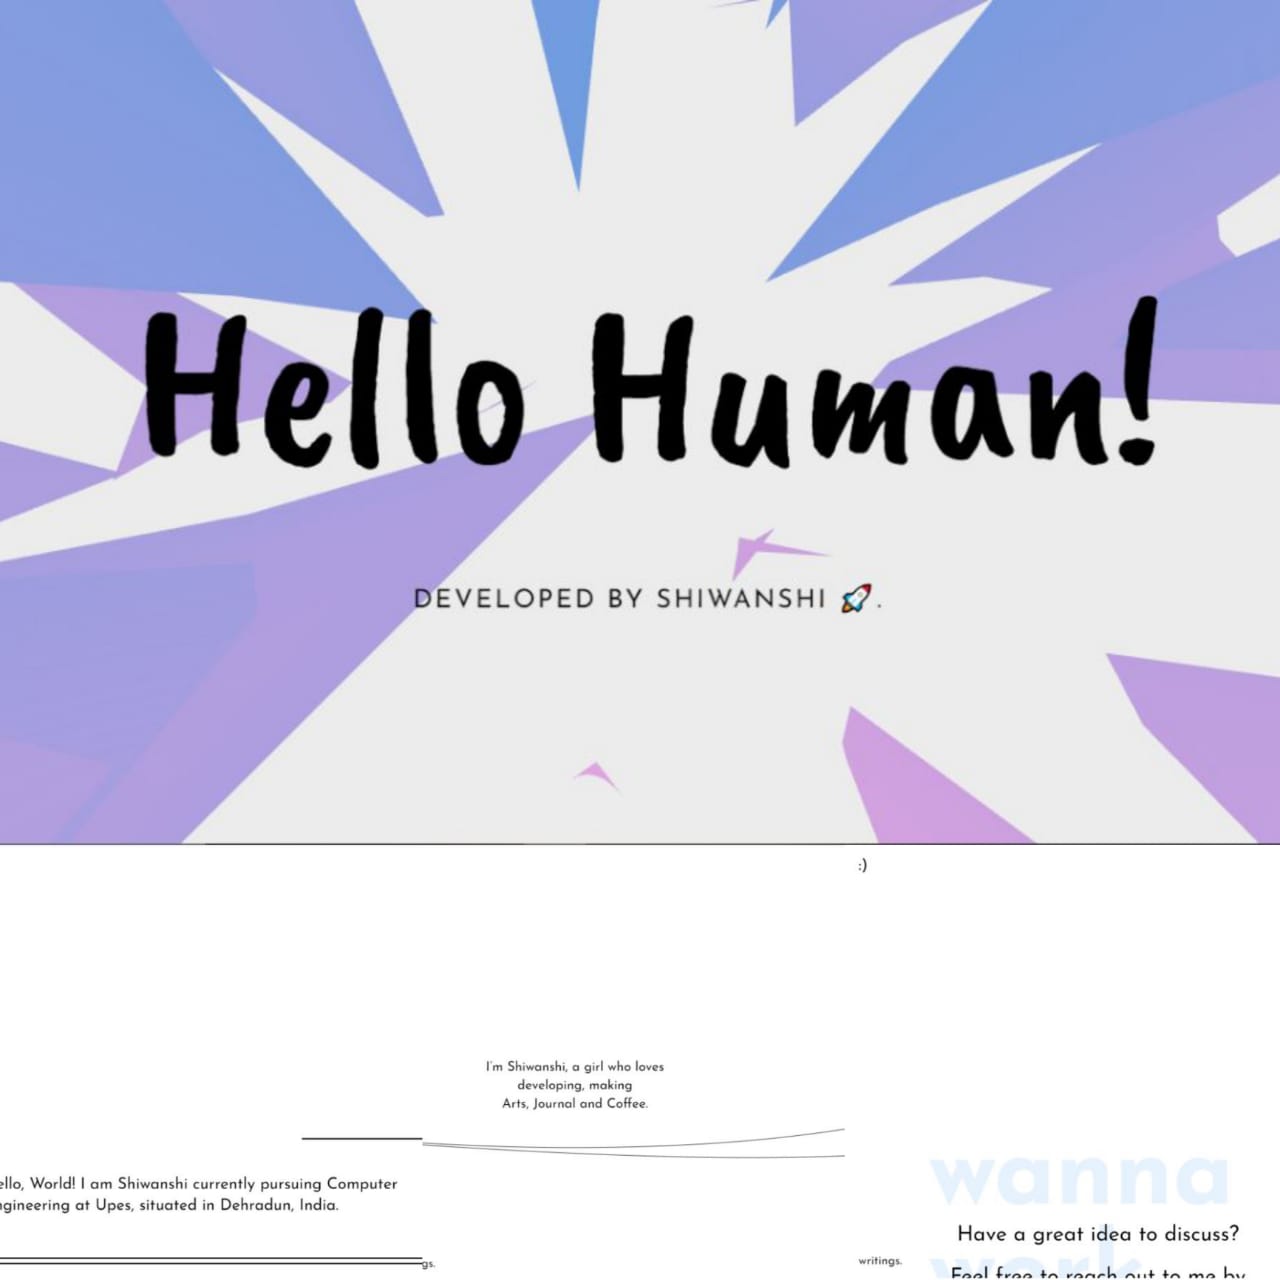 Hello Human!
DEVELOPED BY SHIWANSHI 🚀.
:)
I'm Shiwanshi, a girl who loves
developing, making
Arts, Journal and Coffee.
ello, World! I am Shiwanshi currently pursuing Computer
ngineering at Upes, situated in Dehradun, India.
gs.
writings.
wanna
work
Have a great idea to discuss?
Feel free to reach out to me by